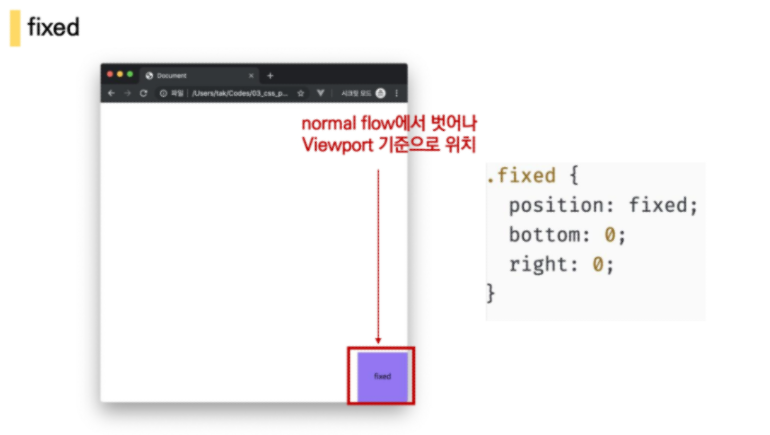 fixed
Document
파일 | /Users/tak/Codes/03_css_p...
시크릿 모드
normal flow에서 벗어나
Viewport 기준으로 위치
.fixed {
position: fixed;
bottom: 0;
right: 0;
}
fixed